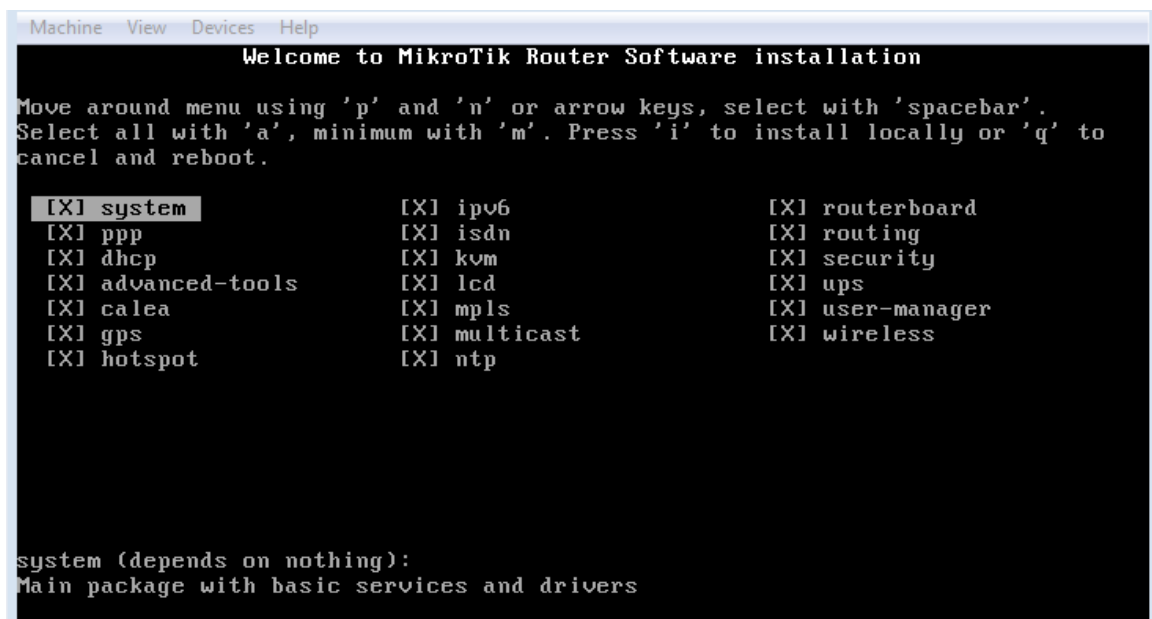 Machine View Devices Help
Welcome to MikroTik Router Software installation
Move around menu using 'p' and 'n' or arrow keys, select with 'spacebar'.
Select all with 'a', minimum with 'm'. Press 'i' to install locally or 'q' to
cancel and reboot.
[X] system [X] ipv6 [X] routerboard
[X] ppp [X] isdn [X] routing
[X] dhcp [X] kvm [X] security
[X] advanced-tools [X] lcd [X] ups
[X] calea [X] mpls [X] user-manager
[X] gps [X] multicast [X] wireless
[X] hotspot [X] ntp
system (depends on nothing):
Main package with basic services and drivers